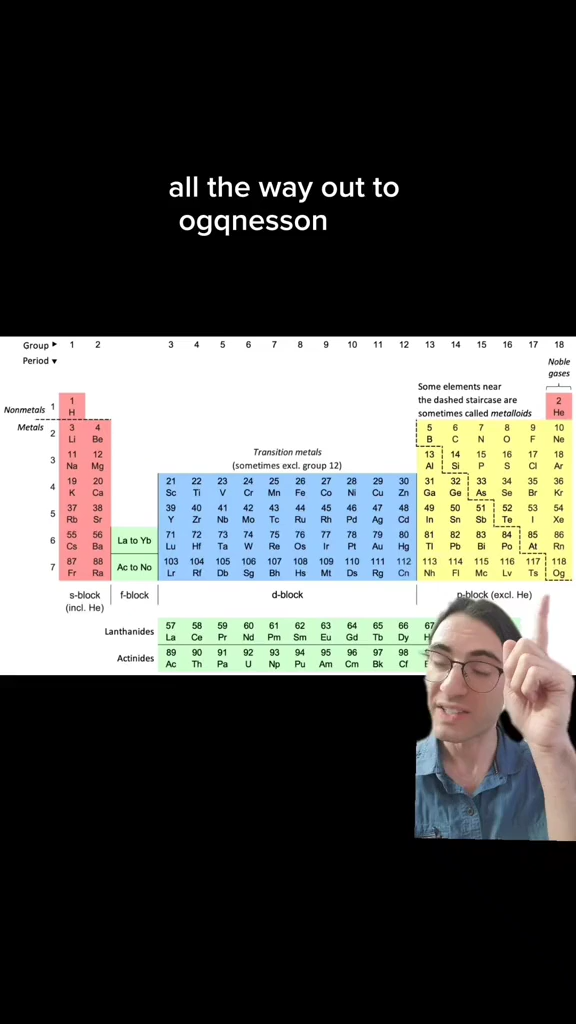 all the way out to
ogqnesson
Group ► 1 2 3 4 5 6 7 8 9 10 11 12 13 14 15 16 17 18
Period ▼
Noble
gases
Some elements near
the dashed staircase are
sometimes called metalloids
Nonmetals
Metals
1 1 2
H He
2 3 4 5 6 7 8 9 10
Li Be B C N O F Ne
Transition metals
(sometimes excl. group 12)
3 11 12 13 14 15 16 17 18
Na Mg Al Si P S Cl Ar
4 19 20 21 22 23 24 25 26 27 28 29 30 31 32 33 34 35 36
K Ca Sc Ti V Cr Mn Fe Co Ni Cu Zn Ga Ge As Se Br Kr
5 37 38 39 40 41 42 43 44 45 46 47 48 49 50 51 52 53 54
Rb Sr Y Zr Nb Mo Tc Ru Rh Pd Ag Cd In Sn Sb Te I Xe
6 55 56 La to Yb 71 72 73 74 75 76 77 78 79 80 81 82 83 84 85 86
Cs Ba Lu Hf Ta W Re Os Ir Pt Au Hg Tl Pb Bi Po At Rn
7 87 88 Ac to No 103 104 105 106 107 108 109 110 111 112 113 114 115 116 117 118
Fr Ra Lr Rf Db Sg Bh Hs Mt Ds Rg Cn Nh Fl Mc Lv Ts Og
s-block f-block d-block p-block (excl. He)
(incl. He)
Lanthanides
57 58 59 60 61 62 63 64 65 66 67
La Ce Pr Nd Pm Sm Eu Gd Tb Dy
Actinides
89 90 91 92 93 94 95 96 97 98
Ac Th Pa U Np Pu Am Cm Bk Cf